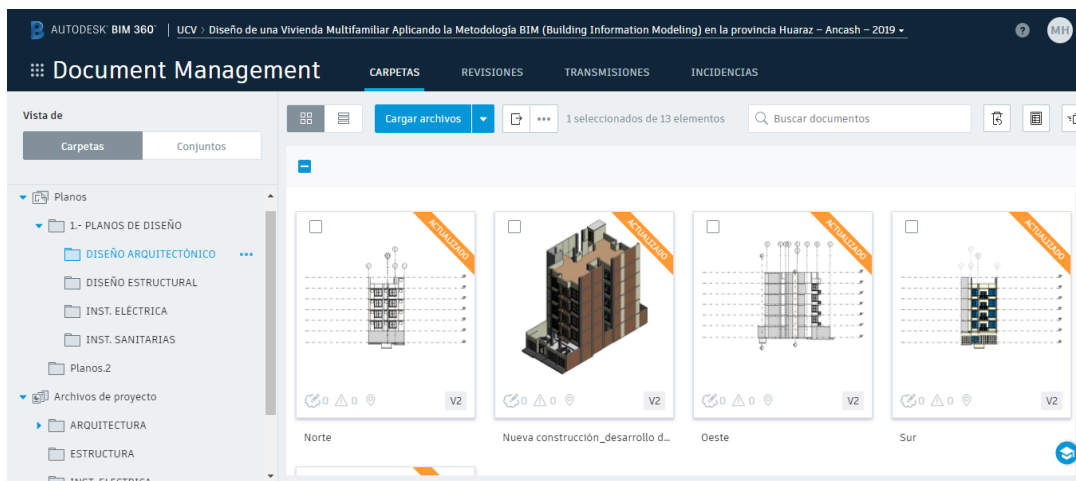 AUTODESK® BIM 360° UCV > Diseño de una Vivienda Multifamiliar Aplicando la Metodología BIM (Building Information Modeling) en la provincia Huaraz – Ancash – 2019
? MH
Document Management CARPETAS REVISIONES TRANSMISIONES INCIDENCIAS
Vista de
Carpetas Conjuntos
Cargar archivos 1 seleccionados de 13 elementos Buscar documentos
Planos
1.- PLANOS DE DISEÑO
DISEÑO ARQUITECTÓNICO
DISEÑO ESTRUCTURAL
INST. ELÉCTRICA
INST. SANITARIAS
Planos.2
Archivos de proyecto
ARQUITECTURA
ESTRUCTURA
INST. ELECTRICA
ACTUALIZADO ACTUALIZADO ACTUALIZADO ACTUALIZADO
0 0 V2 0 0 V2 0 0 V2 0 0 V2
Norte Nueva construcción_desarrollo d... Oeste Sur